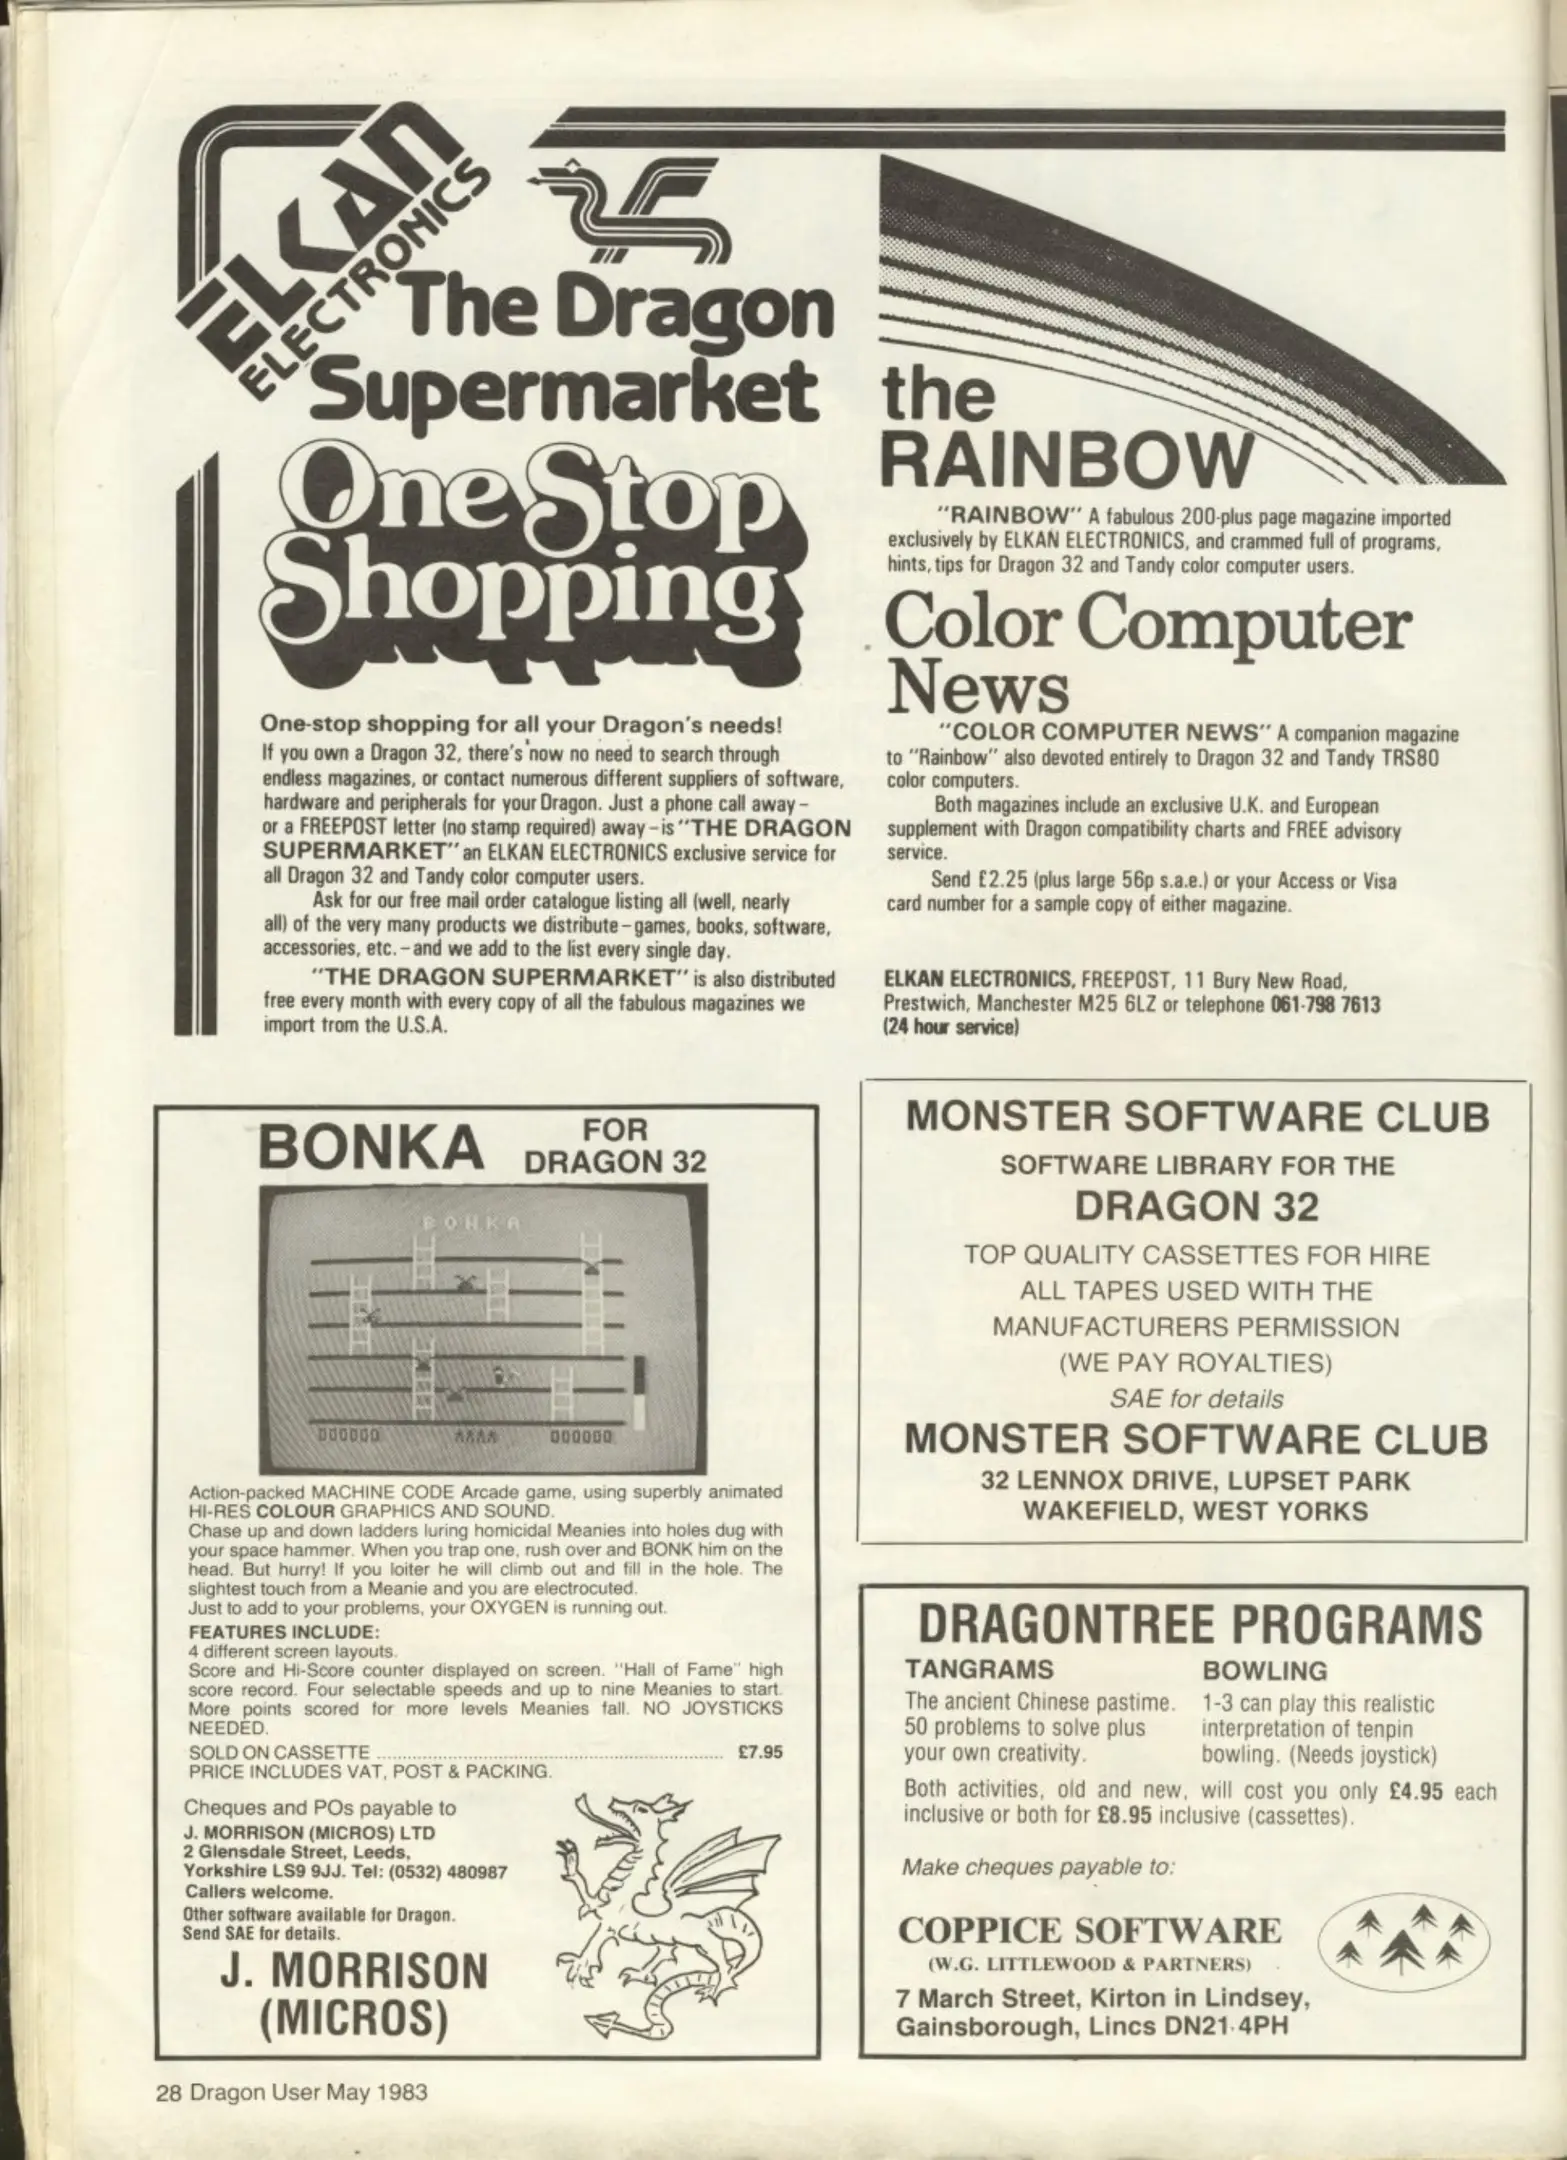 ELKAN
ELECTRONICS
The Dragon
Supermarket
One Stop
Shopping
One-stop shopping for all your Dragon's needs!
If you own a Dragon 32, there's now no need to search through
endless magazines, or contact numerous different suppliers of software,
hardware and peripherals for your Dragon. Just a phone call away –
or a FREEPOST letter (no stamp required) away – is "THE DRAGON
SUPERMARKET" an ELKAN ELECTRONICS exclusive service for
all Dragon 32 and Tandy color computer users.
Ask for our free mail order catalogue listing all (well, nearly
all) of the very many products we distribute – games, books, software,
accessories, etc. – and we add to the list every single day.
"THE DRAGON SUPERMARKET" is also distributed
free every month with every copy of all the fabulous magazines we
import from the U.S.A.
the
RAINBOW
"RAINBOW" A fabulous 200-plus page magazine imported
exclusively by ELKAN ELECTRONICS, and crammed full of programs,
hints, tips for Dragon 32 and Tandy color computer users.
Color Computer
News
"COLOR COMPUTER NEWS" A companion magazine
to "Rainbow" also devoted entirely to Dragon 32 and Tandy TRS80
color computers.
Both magazines include an exclusive U.K. and European
supplement with Dragon compatibility charts and FREE advisory
service.
Send £2.25 (plus large 56p s.a.e.) or your Access or Visa
card number for a sample copy of either magazine.
ELKAN ELECTRONICS, FREEPOST, 11 Bury New Road,
Prestwich, Manchester M25 6LZ or telephone 061-798 7613
(24 hour service)
BONKA
FOR
DRAGON 32
BONKA
000000 000000
Action-packed MACHINE CODE Arcade game, using superbly animated
HI-RES COLOUR GRAPHICS AND SOUND.
Chase up and down ladders luring homicidal Meanies into holes dug with
your space hammer. When you trap one, rush over and BONK him on the
head. But hurry! If you loiter he will climb out and fill in the hole. The
slightest touch from a Meanie and you are electrocuted.
Just to add to your problems, your OXYGEN is running out.
FEATURES INCLUDE:
4 different screen layouts.
Score and Hi-Score counter displayed on screen. "Hall of Fame" high
score record. Four selectable speeds and up to nine Meanies to start.
More points scored for more levels Meanies fall. NO JOYSTICKS
NEEDED.
SOLD ON CASSETTE ........ £7.95
PRICE INCLUDES VAT, POST & PACKING.
Cheques and POs payable to
J. MORRISON (MICROS) LTD
2 Glensdale Street, Leeds,
Yorkshire LS9 9JJ. Tel: (0532) 480987
Callers welcome.
Other software available for Dragon.
Send SAE for details.
J. MORRISON
(MICROS)
MONSTER SOFTWARE CLUB
SOFTWARE LIBRARY FOR THE
DRAGON 32
TOP QUALITY CASSETTES FOR HIRE
ALL TAPES USED WITH THE
MANUFACTURERS PERMISSION
(WE PAY ROYALTIES)
SAE for details
MONSTER SOFTWARE CLUB
32 LENNOX DRIVE, LUPSET PARK
WAKEFIELD, WEST YORKS
DRAGONTREE PROGRAMS
TANGRAMS
The ancient Chinese pastime.
50 problems to solve plus
your own creativity.
BOWLING
1-3 can play this realistic
interpretation of tenpin
bowling. (Needs joystick)
Both activities, old and new, will cost you only £4.95 each
inclusive or both for £8.95 inclusive (cassettes).
Make cheques payable to:
COPPICE SOFTWARE
(W.G. LITTLEWOOD & PARTNERS)
7 March Street, Kirton in Lindsey,
Gainsborough, Lincs DN21 4PH
28 Dragon User May 1983